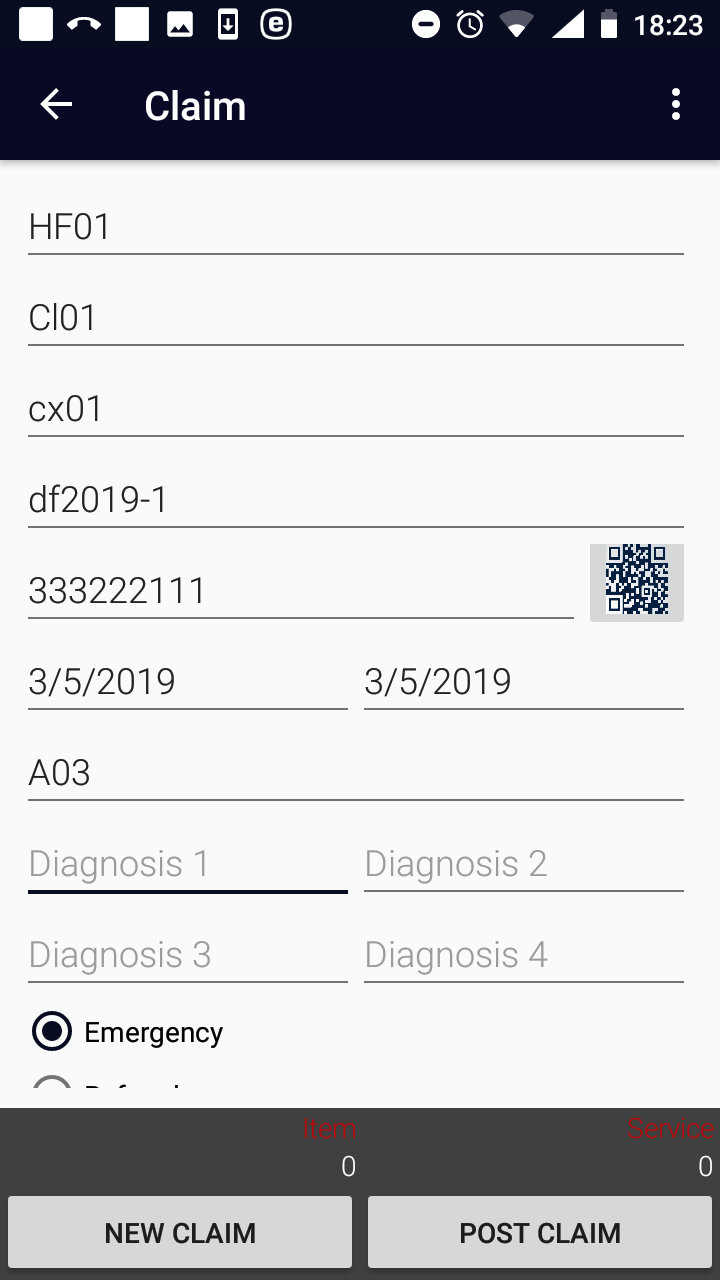 18:23
Claim
HF01
Cl01
cx01
df2019-1
333222111
3/5/2019 3/5/2019
A03
Diagnosis 1 Diagnosis 2
Diagnosis 3 Diagnosis 4
Emergency
Item Service
0 0
NEW CLAIM POST CLAIM